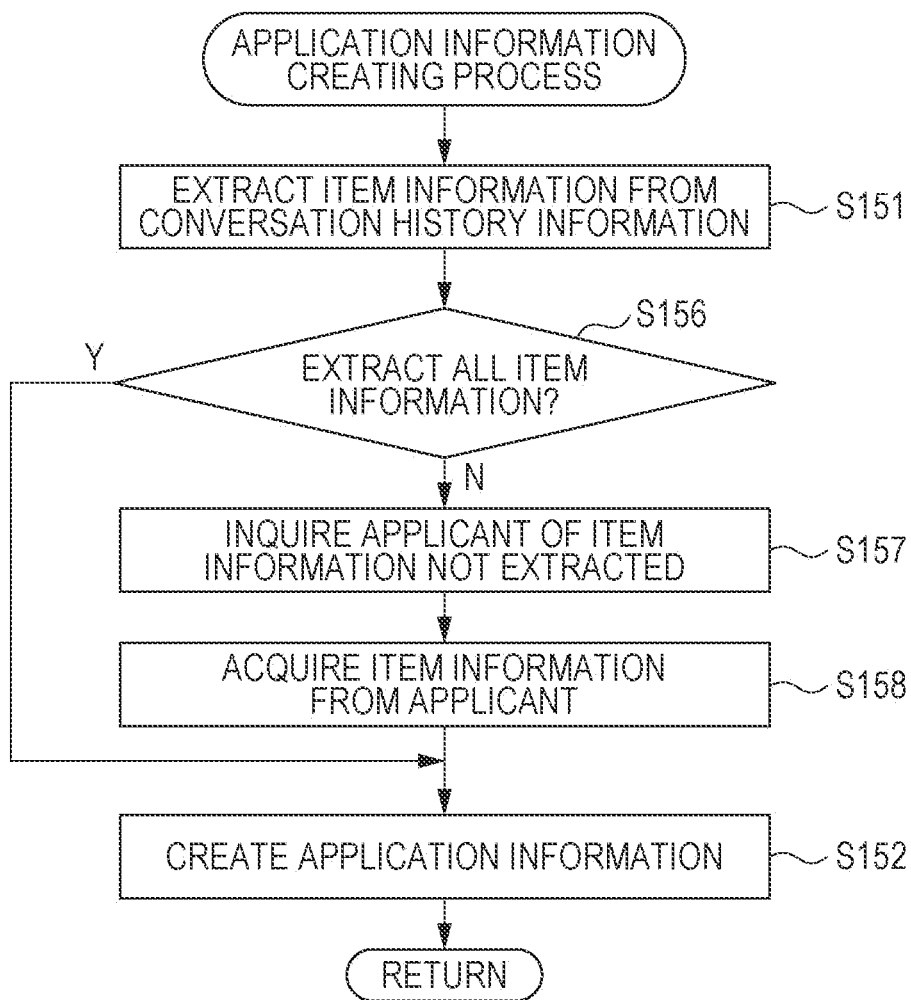 APPLICATION INFORMATION
CREATING PROCESS
EXTRACT ITEM INFORMATION FROM
CONVERSATION HISTORY INFORMATION
S151
S156
Y
EXTRACT ALL ITEM
INFORMATION?
N
INQUIRE APPLICANT OF ITEM
INFORMATION NOT EXTRACTED
S157
ACQUIRE ITEM INFORMATION
FROM APPLICANT
S158
CREATE APPLICATION INFORMATION
S152
RETURN